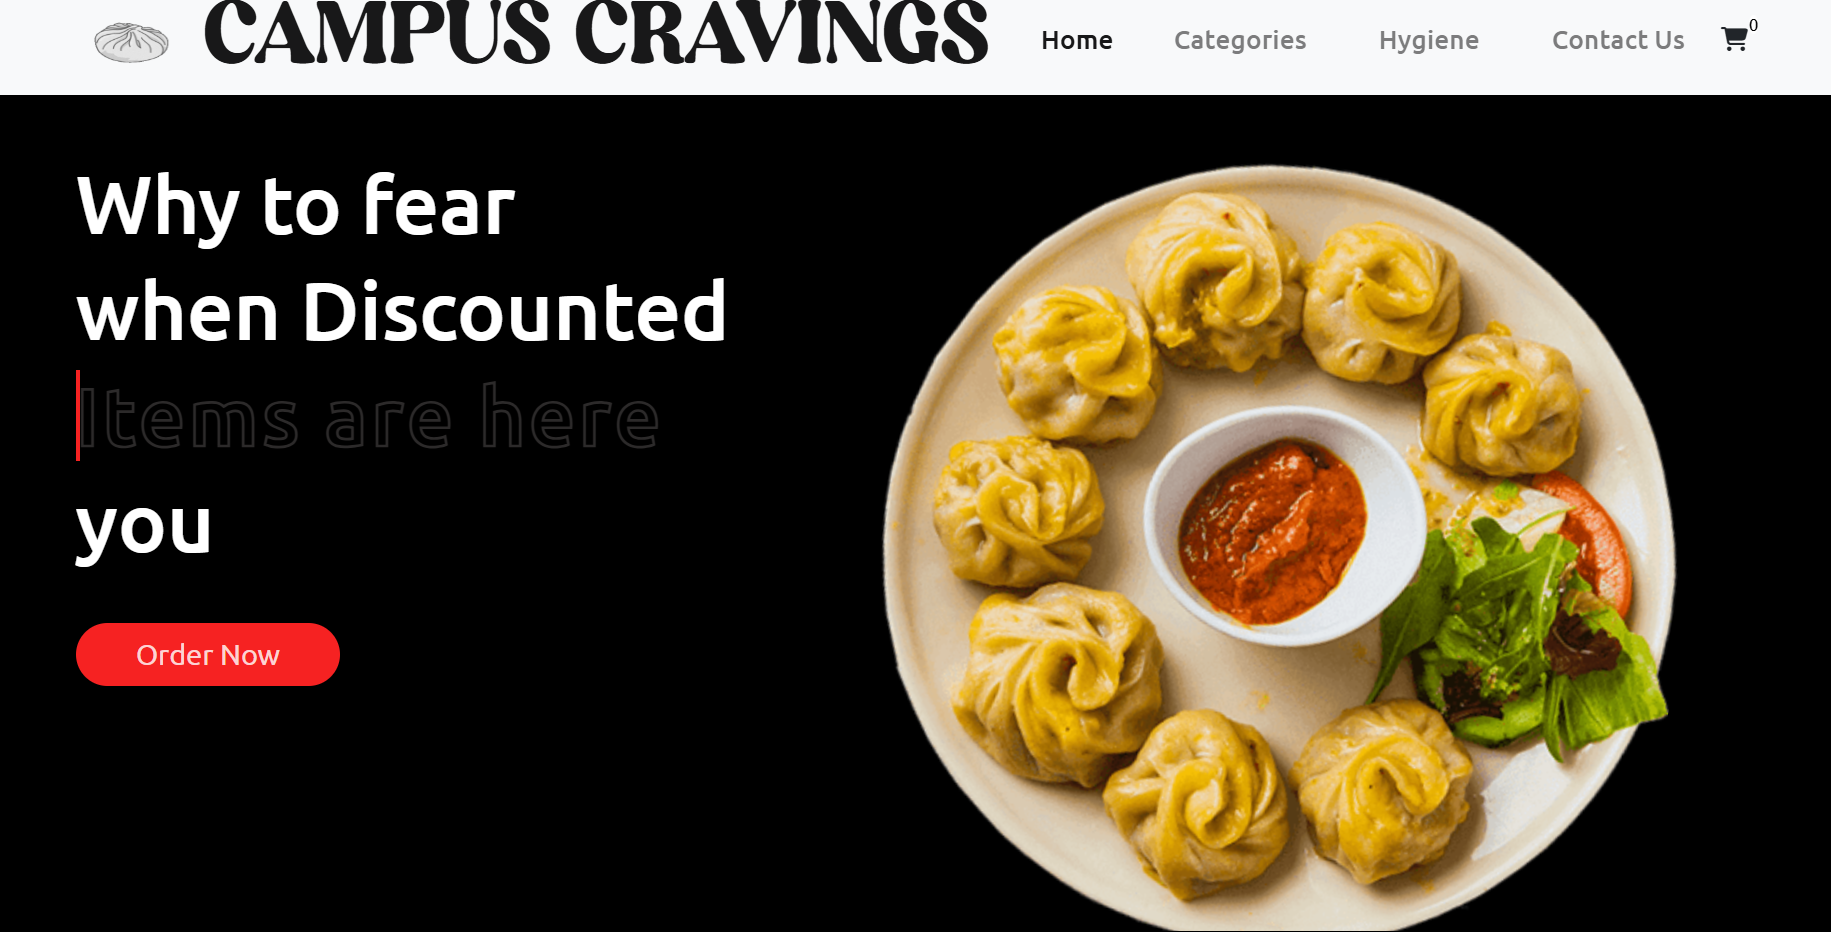 CAMPUS CRAVINGS
Home
Categories
Hygiene
Contact Us
0
Why to fear
when Discounted
Items are here
you
Order Now